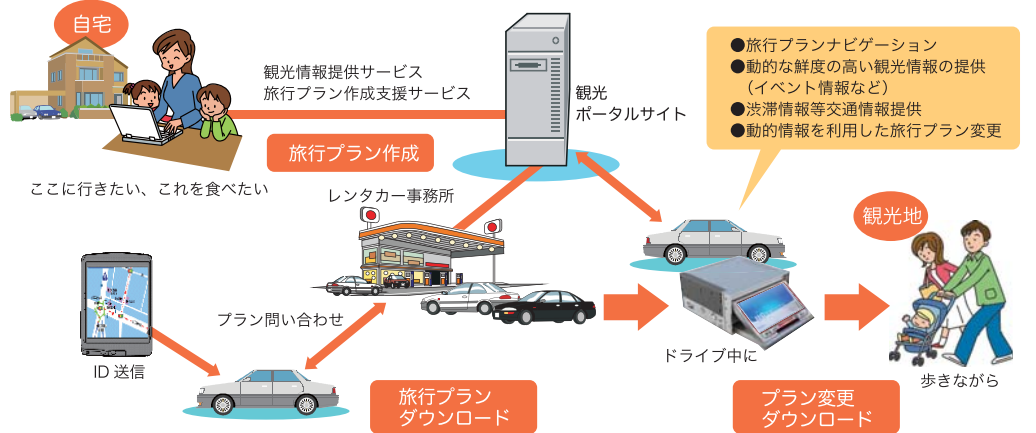 自宅
観光情報提供サービス
旅行プラン作成支援サービス
旅行プラン作成
ここに行きたい、これを食べたい
観光
ポータルサイト
●旅行プランナビゲーション
●動的な鮮度の高い観光情報の提供
（イベント情報など）
●渋滞情報等交通情報提供
●動的情報を利用した旅行プラン変更
レンタカー事務所
観光地
プラン問い合わせ
ID 送信
旅行プラン
ダウンロード
ドライブ中に
プラン変更
ダウンロード
歩きながら